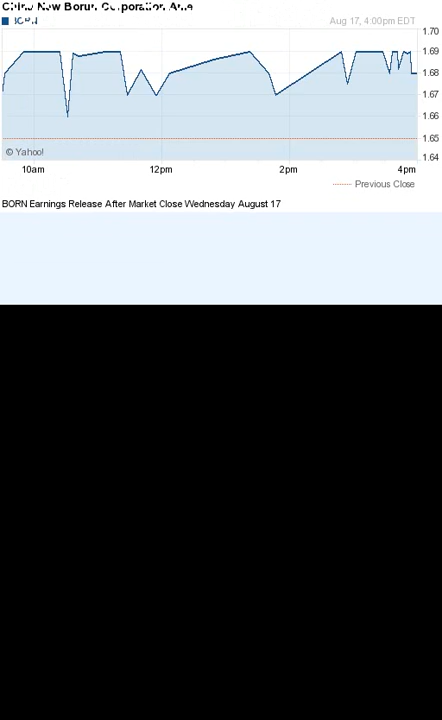 China New Borun Corporation Ame
BORN Aug 17, 4:00pm EDT
1.70
1.69
1.68
1.67
1.66
1.65
1.64
© Yahoo!
10am 12pm 2pm 4pm
Previous Close
BORN Earnings Release After Market Close Wednesday August 17